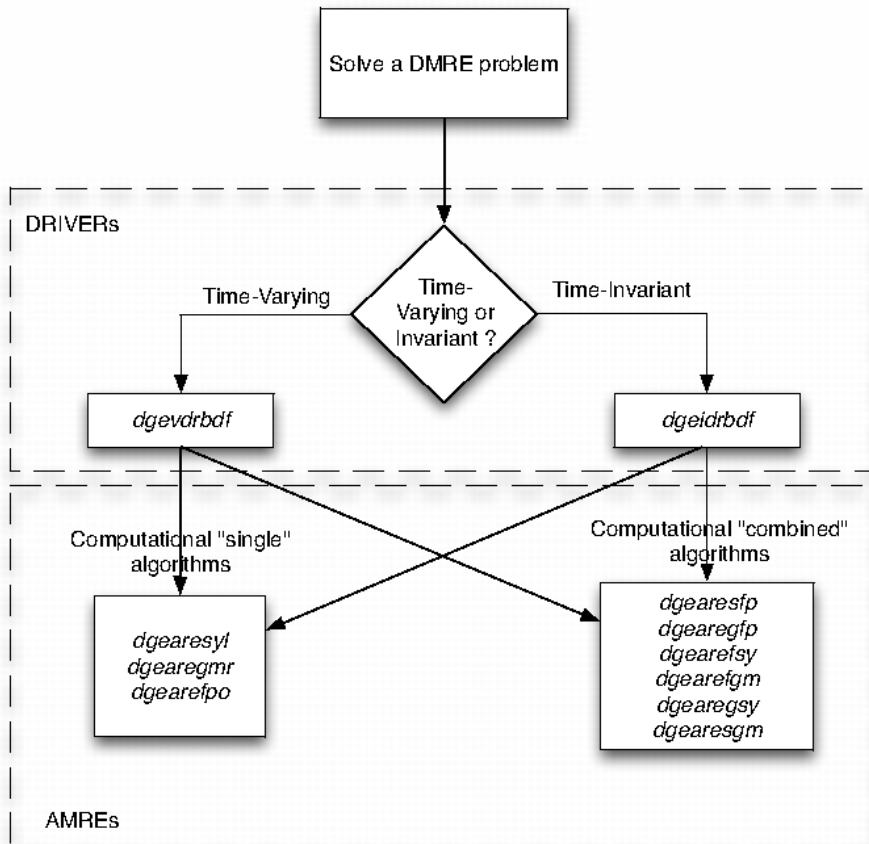 Solve a DMRE problem
DRIVERs
Time-Varying
Time-
Varying or
Invariant ?
Time-Invariant
dgevdrbdf
dgeidrbdf
Computational "single"
algorithms
Computational "combined"
algorithms
dgearesyl
dgearegmr
dgearefpo
dgearesfp
dgearegfp
dgearefsy
dgearefgm
dgearegsy
dgearesgm
AMREs